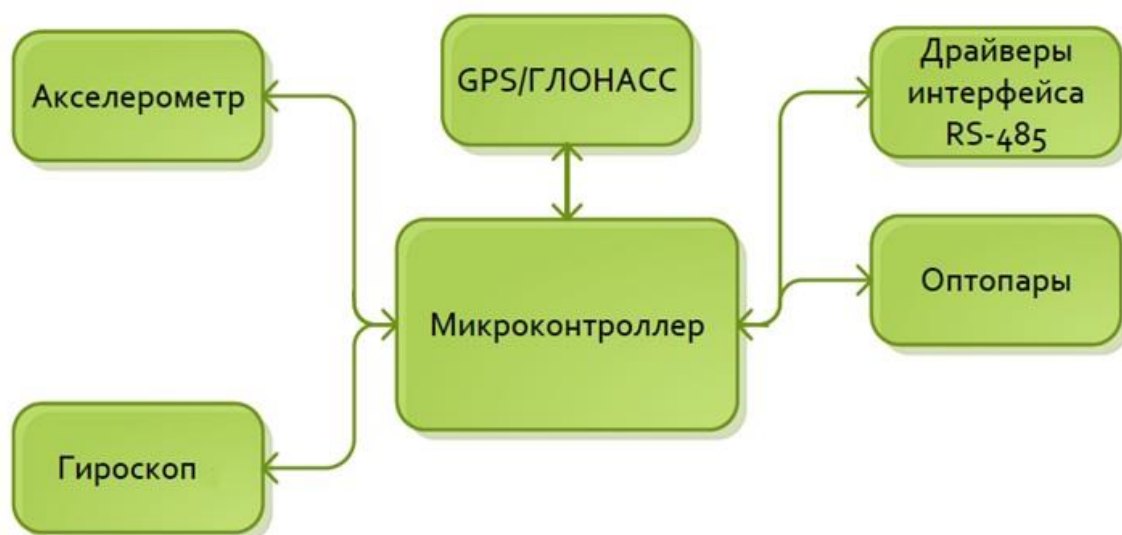 Акселерометр
GPS/ГЛОНАСС
Драйверы
интерфейса
RS-485
Микроконтроллер
Оптопары
Гироскоп